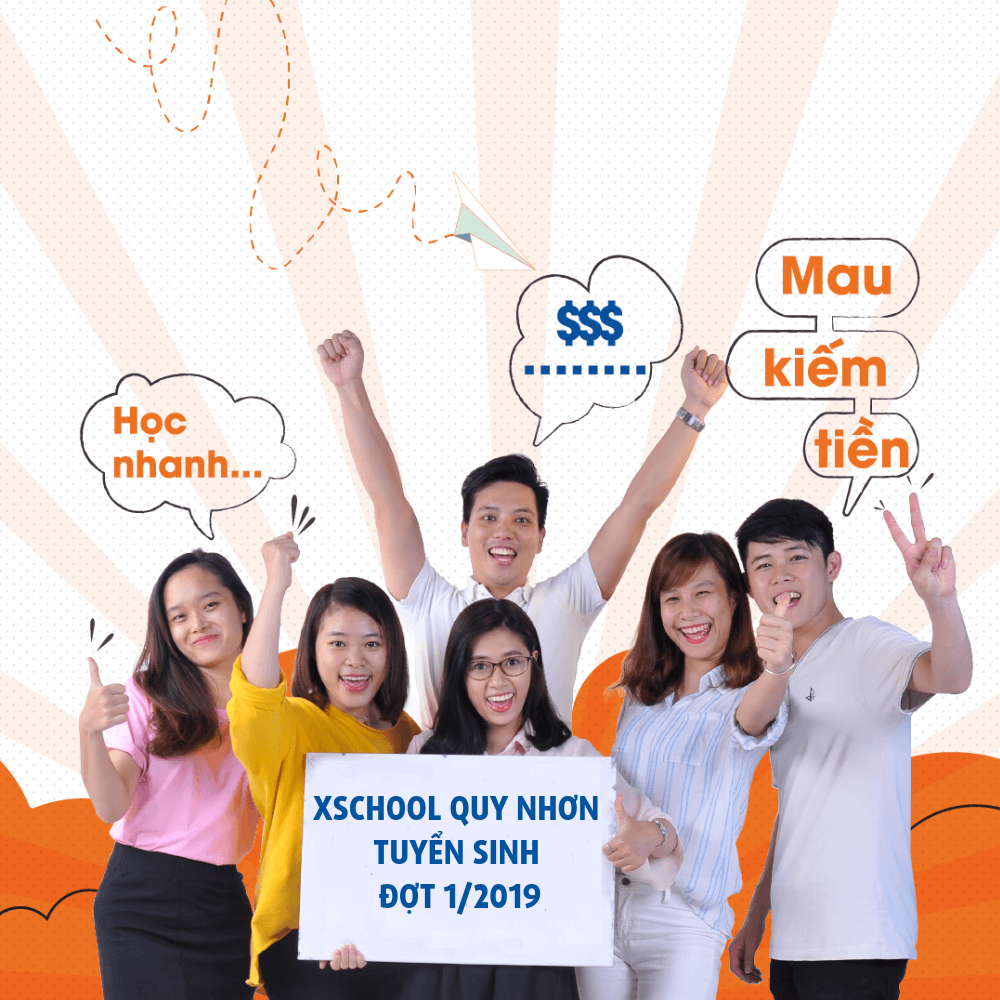 Học
nhanh...
$$$
.........
Mau
kiếm
tiền
XSCHOOL QUY NHƠN
TUYỂN SINH
ĐỢT 1/2019